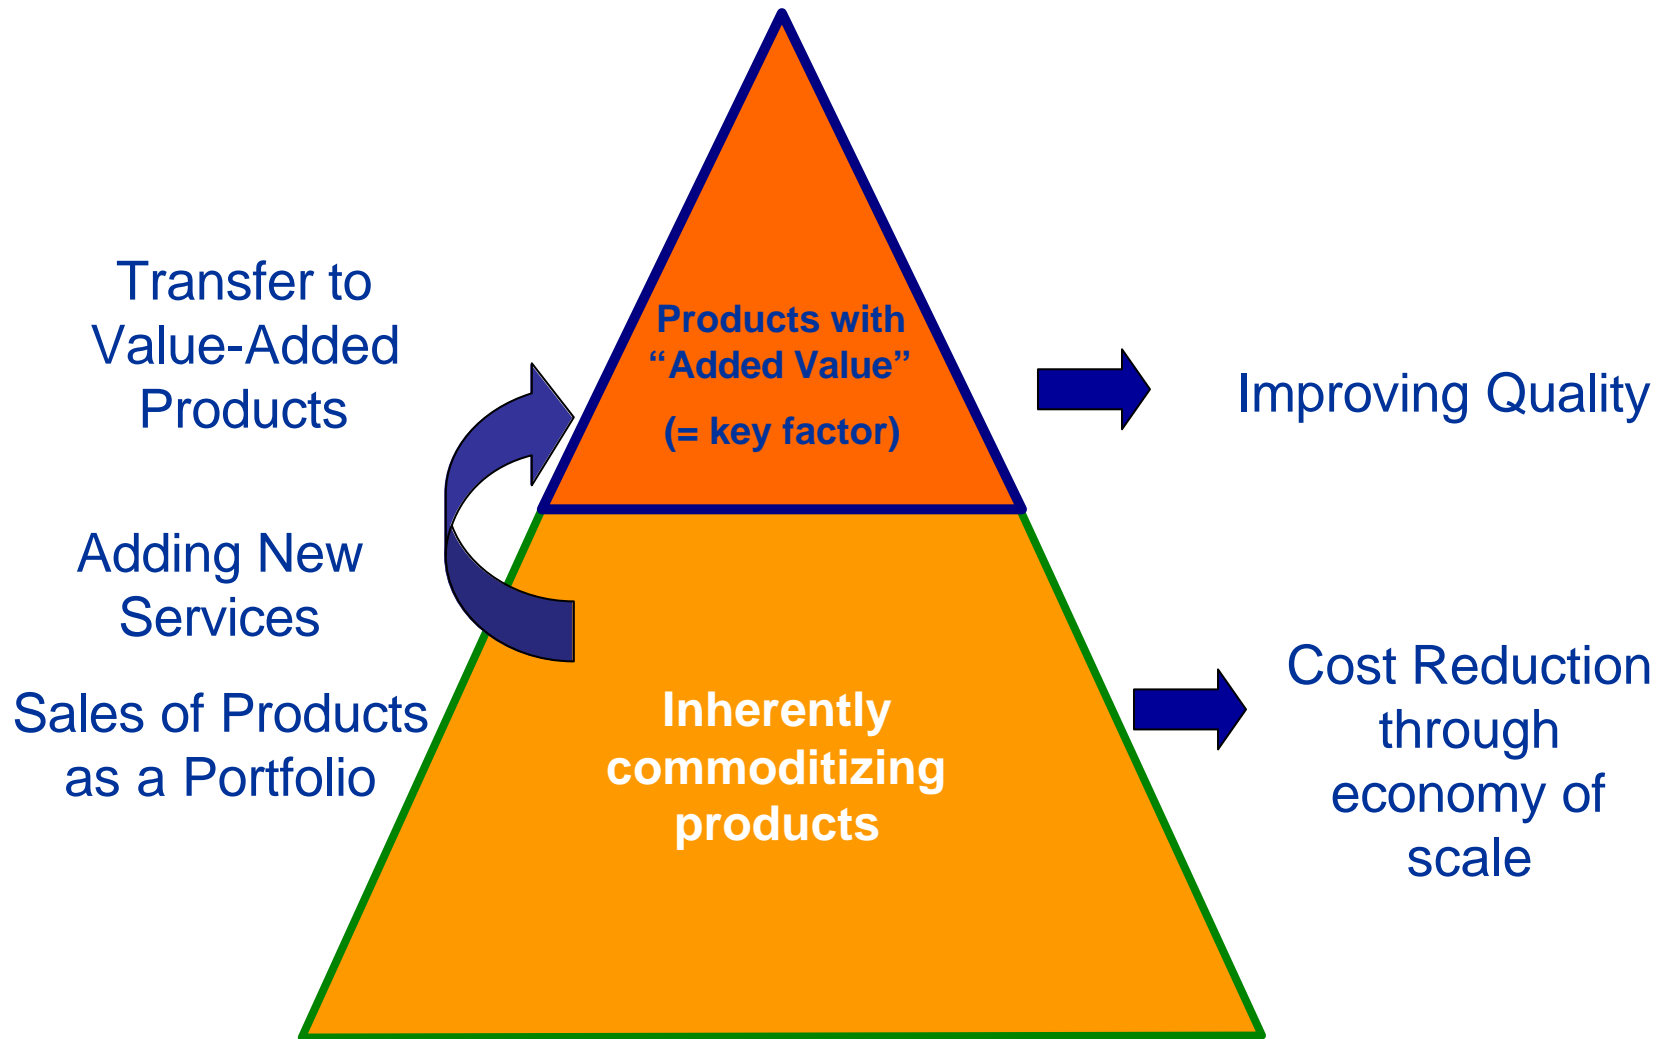 Transfer to
Value-Added
Products
Adding New
Services
Sales of Products
as a Portfolio
Products with
“Added Value”
(= key factor)
Inherently
commoditizing
products
Improving Quality
Cost Reduction
through
economy of
scale